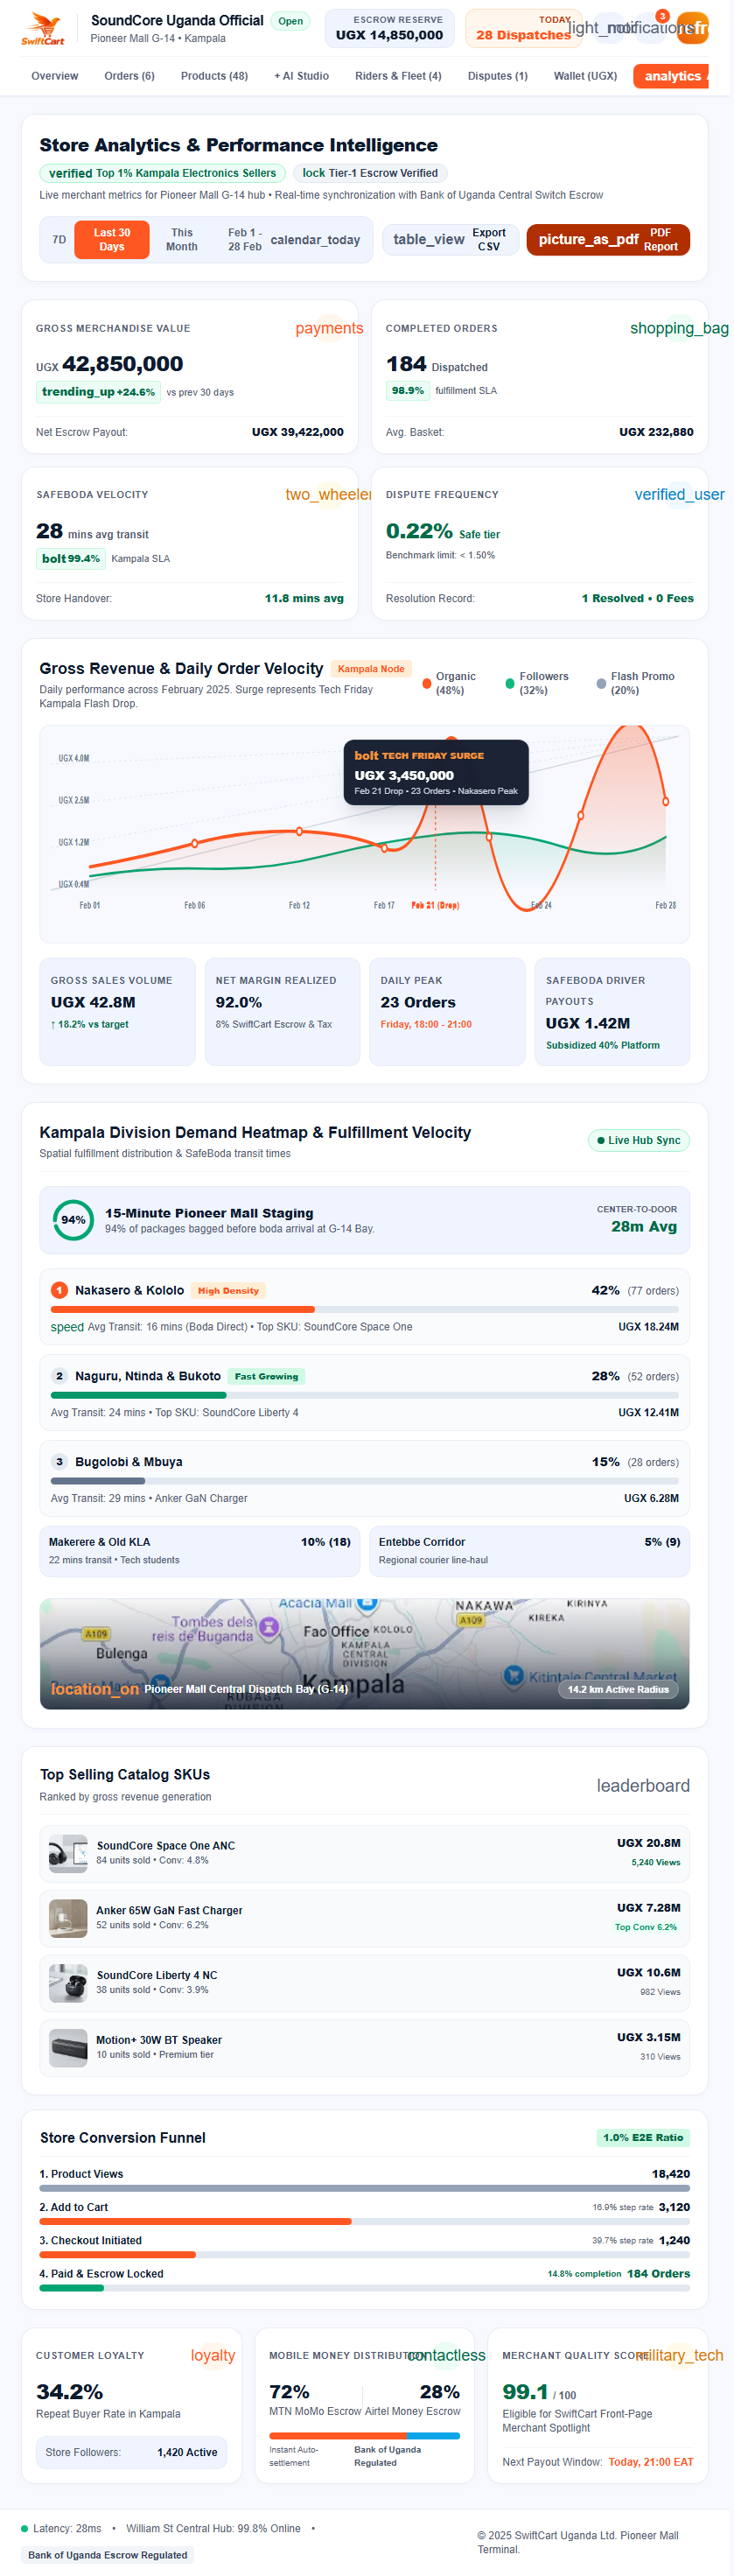 SwiftCart
SoundCore Uganda Official Open
Pioneer Mall G-14 • Kampala
ESCROW RESERVE
UGX 14,850,000
TODAY
28 Dispatches
3
Overview Orders (6) Products (48) + AI Studio Riders & Fleet (4) Disputes (1) Wallet (UGX) analytics
Store Analytics & Performance Intelligence
verified Top 1% Kampala Electronics Sellers lock Tier-1 Escrow Verified
Live merchant metrics for Pioneer Mall G-14 hub • Real-time synchronization with Bank of Uganda Central Switch Escrow
7D
Last 30 Days
This Month
Feb 1 - 28 Feb calendar_today
table_view Export CSV
picture_as_pdf PDF Report
GROSS MERCHANDISE VALUE payments
UGX 42,850,000
trending_up +24.6% vs prev 30 days
Net Escrow Payout: UGX 39,422,000
COMPLETED ORDERS shopping_bag
184 Dispatched
98.9% fulfillment SLA
Avg. Basket: UGX 232,880
SAFEBODA VELOCITY two_wheeler
28 mins avg transit
bolt 99.4% Kampala SLA
Store Handover: 11.8 mins avg
DISPUTE FREQUENCY verified_user
0.22% Safe tier
Benchmark limit: < 1.50%
Resolution Record: 1 Resolved • 0 Fees
Gross Revenue & Daily Order Velocity Kampala Node
Daily performance across February 2025. Surge represents Tech Friday
Kampala Flash Drop.
Organic (48%)
Followers (32%)
Flash Promo (20%)
UGX 4.0M
UGX 2.5M
UGX 1.2M
UGX 0.4M
bolt TECH FRIDAY SURGE
UGX 3,450,000
Feb 21 Drop • 23 Orders • Nakasero Peak
Feb 01 Feb 06 Feb 12 Feb 17 Feb 21 (Drop) Feb 24 Feb 28
GROSS SALES VOLUME
UGX 42.8M
↑ 18.2% vs target
NET MARGIN REALIZED
92.0%
8% SwiftCart Escrow & Tax
DAILY PEAK
23 Orders
Friday, 18:00 - 21:00
SAFEBODA DRIVER
PAYOUTS
UGX 1.42M
Subsidized 40% Platform
Kampala Division Demand Heatmap & Fulfillment Velocity
Spatial fulfillment distribution & SafeBoda transit times
Live Hub Sync
94%
15-Minute Pioneer Mall Staging
94% of packages bagged before boda arrival at G-14 Bay.
CENTER-TO-DOOR
28m Avg
1 Nakasero & Kololo High Density 42% (77 orders)
speed Avg Transit: 16 mins (Boda Direct) • Top SKU: SoundCore Space One UGX 18.24M
2 Naguru, Ntinda & Bukoto Fast Growing 28% (52 orders)
Avg Transit: 24 mins • Top SKU: SoundCore Liberty 4 UGX 12.41M
3 Bugolobi & Mbuya 15% (28 orders)
Avg Transit: 29 mins • Anker GaN Charger UGX 6.28M
Makerere & Old KLA 10% (18)
22 mins transit • Tech students
Entebbe Corridor 5% (9)
Regional courier line-haul
Acacia Mall
NAKAWA
KIRINYA
Tombes dels reis de Buganda
A109
Fao Office
KOLOLO
A109
KIREKA
Bulenga
KAMPALA CENTRAL DIVISION
Kampala
Kitintale Central Market
RUBAGA
location_on Pioneer Mall Central Dispatch Bay (G-14)
14.2 km Active Radius
Top Selling Catalog SKUs
Ranked by gross revenue generation
leaderboard
SoundCore Space One ANC UGX 20.8M
84 units sold • Conv: 4.8% 5,240 Views
Anker 65W GaN Fast Charger UGX 7.28M
52 units sold • Conv: 6.2% Top Conv 6.2%
SoundCore Liberty 4 NC UGX 10.6M
38 units sold • Conv: 3.9% 982 Views
Motion+ 30W BT Speaker UGX 3.15M
10 units sold • Premium tier 310 Views
Store Conversion Funnel 1.0% E2E Ratio
1. Product Views 18,420
2. Add to Cart 16.9% step rate 3,120
3. Checkout Initiated 39.7% step rate 1,240
4. Paid & Escrow Locked 14.8% completion 184 Orders
CUSTOMER LOYALTY loyalty
34.2%
Repeat Buyer Rate in Kampala
Store Followers: 1,420 Active
MOBILE MONEY DISTRIBUTION contactless
72% 28%
MTN MoMo Escrow Airtel Money Escrow
Instant Auto-settlement
Bank of Uganda Regulated
MERCHANT QUALITY SCORE military_tech
99.1 / 100
Eligible for SwiftCart Front-Page
Merchant Spotlight
Next Payout Window: Today, 21:00 EAT
Latency: 28ms • William St Central Hub: 99.8% Online •
Bank of Uganda Escrow Regulated
© 2025 SwiftCart Uganda Ltd. Pioneer Mall
Terminal.